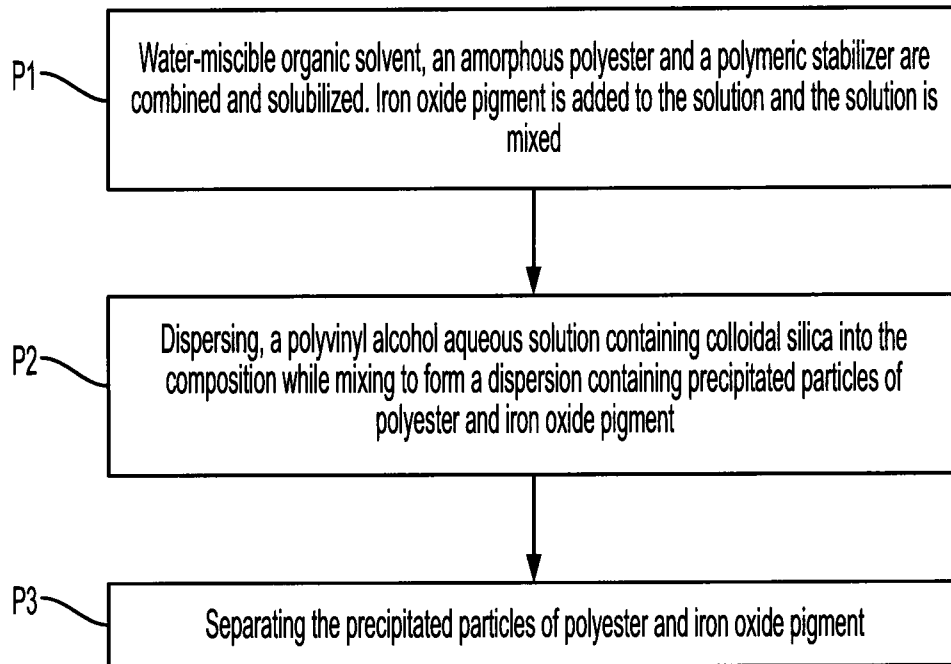 P1
Water-miscible organic solvent, an amorphous polyester and a polymeric stabilizer are
combined and solubilized. Iron oxide pigment is added to the solution and the solution is
mixed
P2
Dispersing, a polyvinyl alcohol aqueous solution containing colloidal silica into the
composition while mixing to form a dispersion containing precipitated particles of
polyester and iron oxide pigment
P3
Separating the precipitated particles of polyester and iron oxide pigment